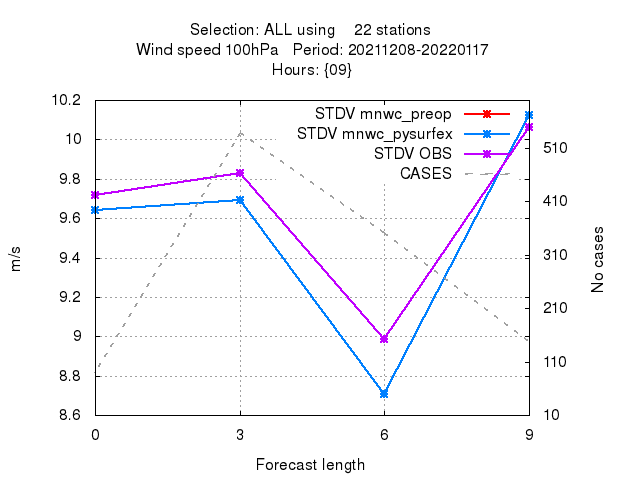 Selection: ALL using    22 stations
Wind speed 100hPa   Period: 20211208-20220117
Hours: {09}
STDV mnwc_preop
STDV mnwc_pysurfex
STDV OBS
CASES
10.2
10
9.8
9.6
9.4
9.2
9
8.8
8.6
m/s
510
410
310
210
110
10
No cases
0 3 6 9
Forecast length